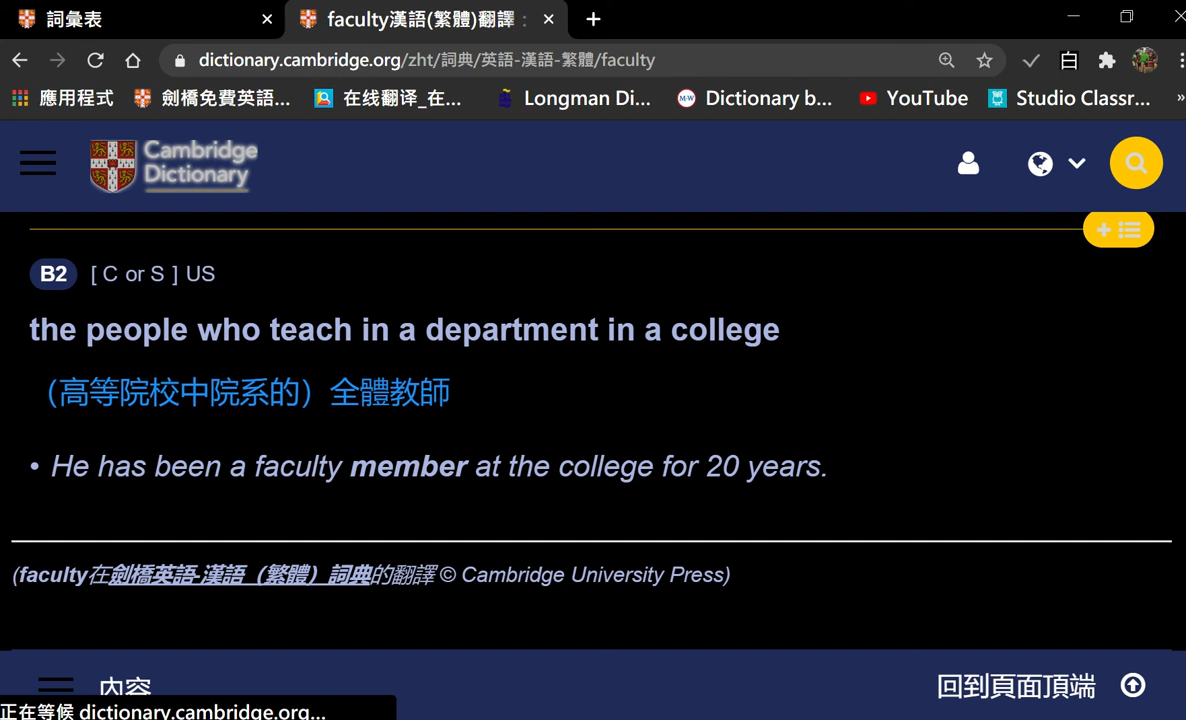 詞彙表
faculty漢語(繁體)翻譯：
dictionary.cambridge.org/zht/詞典/英語-漢語-繁體/faculty
白
應用程式
劍橋免費英語...
在线翻译_在...
Longman Di...
M-W
Dictionary b...
YouTube
Studio Classr...
»
Cambridge
Dictionary
B2 [ C or S ] US
the people who teach in a department in a college
（高等院校中院系的）全體教師
• He has been a faculty member at the college for 20 years.
(faculty在劍橋英語-漢語（繁體）詞典的翻譯 © Cambridge University Press)
內容
回到頁面頂端
正在等候 dictionary.cambridge.org...